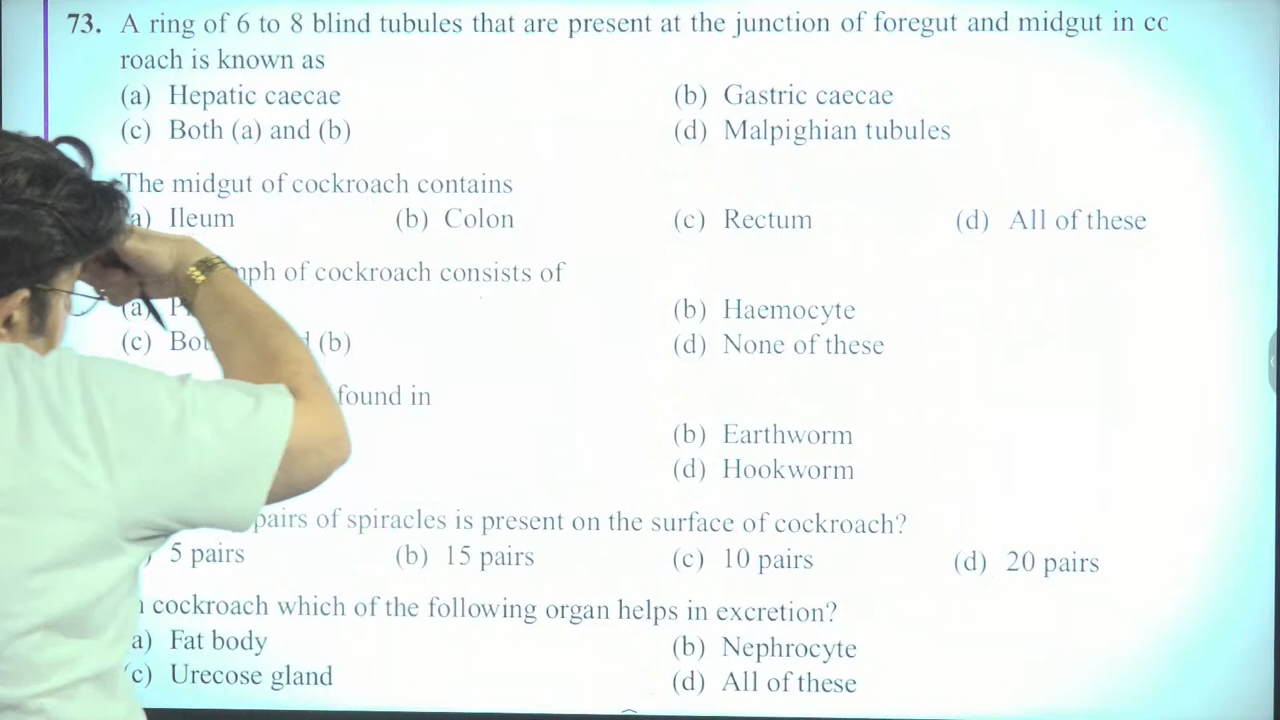 73. A ring of 6 to 8 blind tubules that are present at the junction of foregut and midgut in cc
roach is known as
(a) Hepatic caecae (b) Gastric caecae
(c) Both (a) and (b) (d) Malpighian tubules
The midgut of cockroach contains
a) Ileum (b) Colon (c) Rectum (d) All of these
of cockroach consists of
(a) (b) Haemocyte
(c) (b) (d) None of these
found in
(b) Earthworm
(d) Hookworm
pairs of spiracles is present on the surface of cockroach?
5 pairs (b) 15 pairs (c) 10 pairs (d) 20 pairs
cockroach which of the following organ helps in excretion?
a) Fat body (b) Nephrocyte
c) Urecose gland (d) All of these